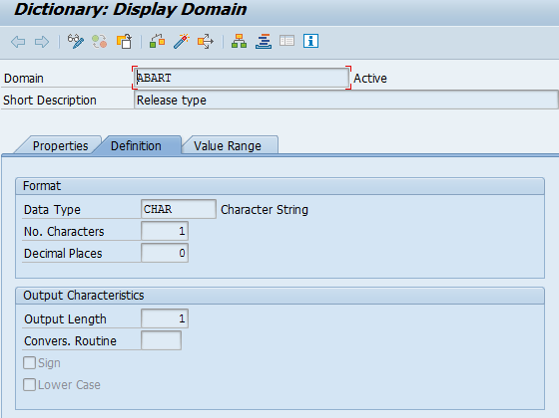 Dictionary: Display Domain
Domain ABART Active
Short Description Release type
Properties Definition Value Range
Format
Data Type CHAR Character String
No. Characters 1
Decimal Places 0
Output Characteristics
Output Length 1
Convers. Routine
Sign
Lower Case